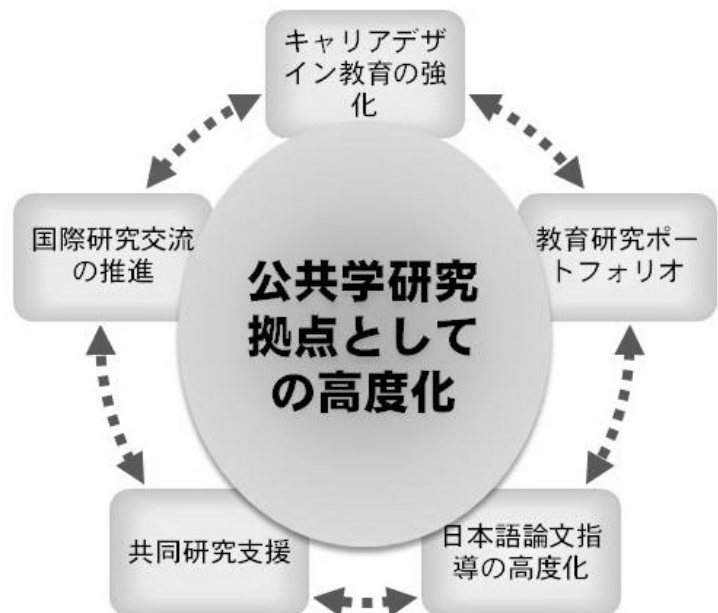 キャリアデザ
イン教育の強
化
国際研究交流
の推進
教育研究ポー
トフォリオ
公共学研究
拠点として
の高度化
共同研究支援
日本語論文指
導の高度化